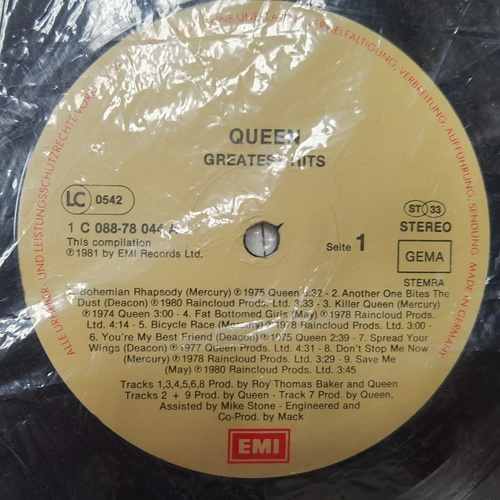 QUEEN
GREATEST HITS
LC 0542
1 C 088-78 044 A
This compilation
℗ 1981 by EMI Records Ltd.
Seite 1
ST 33
STEREO
GEMA
STEMRA
Bohemian Rhapsody (Mercury) ℗ 1975 Queen 5:32 - 2. Another One Bites The
Dust (Deacon) ℗ 1980 Raincloud Prods. Ltd. 3:33 - 3. Killer Queen (Mercury)
℗ 1974 Queen 3:00 - 4. Fat Bottomed Girls (May) ℗ 1978 Raincloud Prods.
Ltd. 4:14 - 5. Bicycle Race (Mercury) ℗ 1978 Raincloud Prods. Ltd. 3:00 -
6. You're My Best Friend (Deacon) ℗ 1975 Queen 2:39 - 7. Spread Your
Wings (Deacon) ℗ 1977 Queen Prods. Ltd. 4:31 - 8. Don't Stop Me Now
(Mercury) ℗ 1978 Raincloud Prods. Ltd. 3:29 - 9. Save Me
(May) ℗ 1980 Raincloud Prods. Ltd. 3:45
Tracks 1,3,4,5,6,8 Prod. by Roy Thomas Baker and Queen
Tracks 2 + 9 Prod. by Queen - Track 7 Prod. by Queen,
Assisted by Mike Stone - Engineered and
Co-Prod. by Mack
EMI
ALLE URHEBER- UND LEISTUNGSSCHUTZRECHTE
VERVIELFÄLTIGUNG, VERBREITUNG, AUFFÜHRUNG, SENDUNG. MADE IN GERMANY